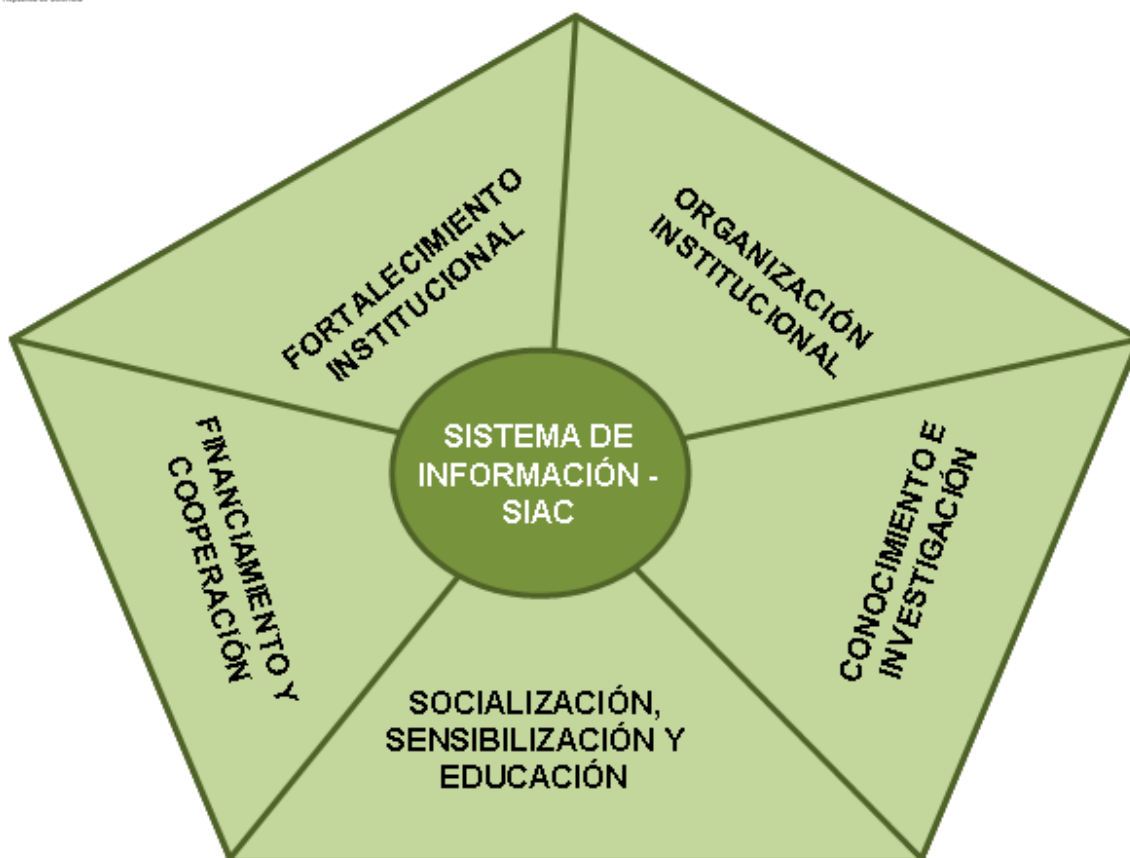 FORTALECIMIENTO
INSTITUCIONAL
ORGANIZACIÓN
INSTITUCIONAL
SISTEMA DE
INFORMACIÓN -
SIAC
FINANCIAMIENTO Y
COOPERACIÓN
CONOCIMIENTO E
INVESTIGACIÓN
SOCIALIZACIÓN,
SENSIBILIZACIÓN Y
EDUCACIÓN